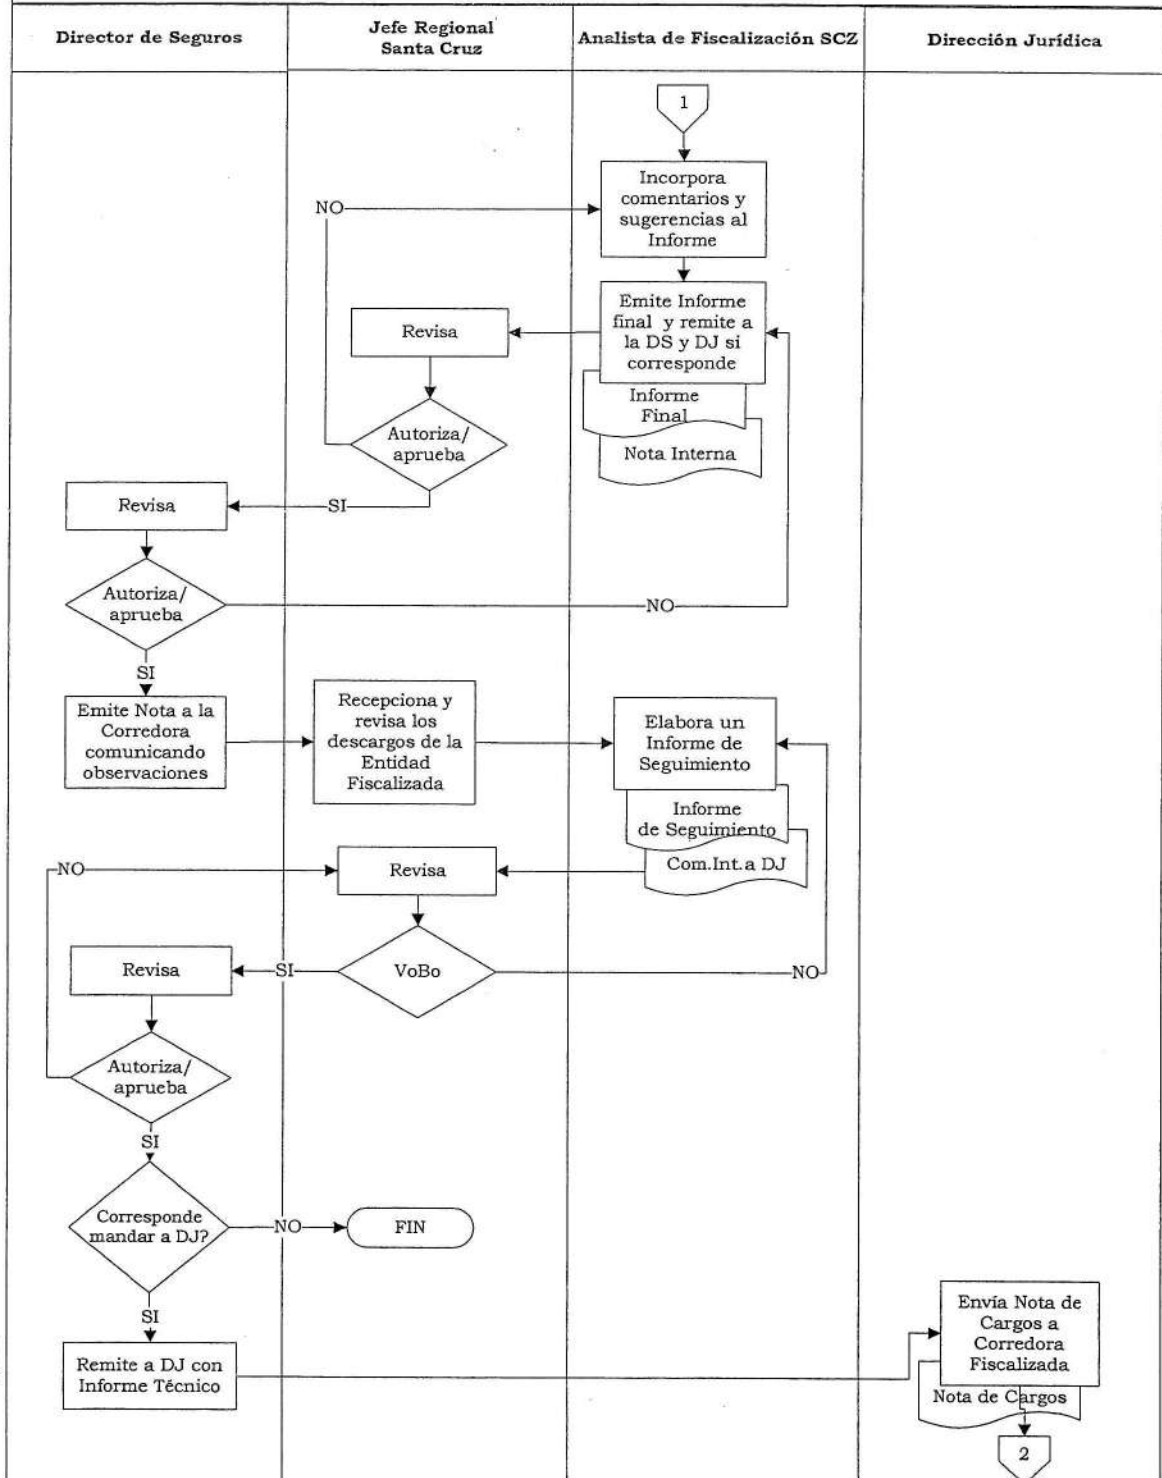 Director de Seguros
Jefe Regional
Santa Cruz
Analista de Fiscalización SCZ
Dirección Jurídica
1
Incorpora
comentarios y
sugerencias al
Informe
NO
Emite Informe
final y remite a
la DS y DJ si
corresponde
Informe
Final
Nota Interna
Revisa
Autoriza/
aprueba
SI
Revisa
Autoriza/
aprueba
NO
SI
Emite Nota a la
Corredora
comunicando
observaciones
Recepciona y
revisa los
descargos de la
Entidad
Fiscalizada
Elabora un
Informe de
Seguimiento
Informe
de Seguimiento
Com.Int.a DJ
NO
Revisa
VoBo
NO
SI
Revisa
Autoriza/
aprueba
SI
Corresponde
mandar a DJ?
NO
FIN
SI
Remite a DJ con
Informe Técnico
Envía Nota de
Cargos a
Corredora
Fiscalizada
Nota de Cargos
2